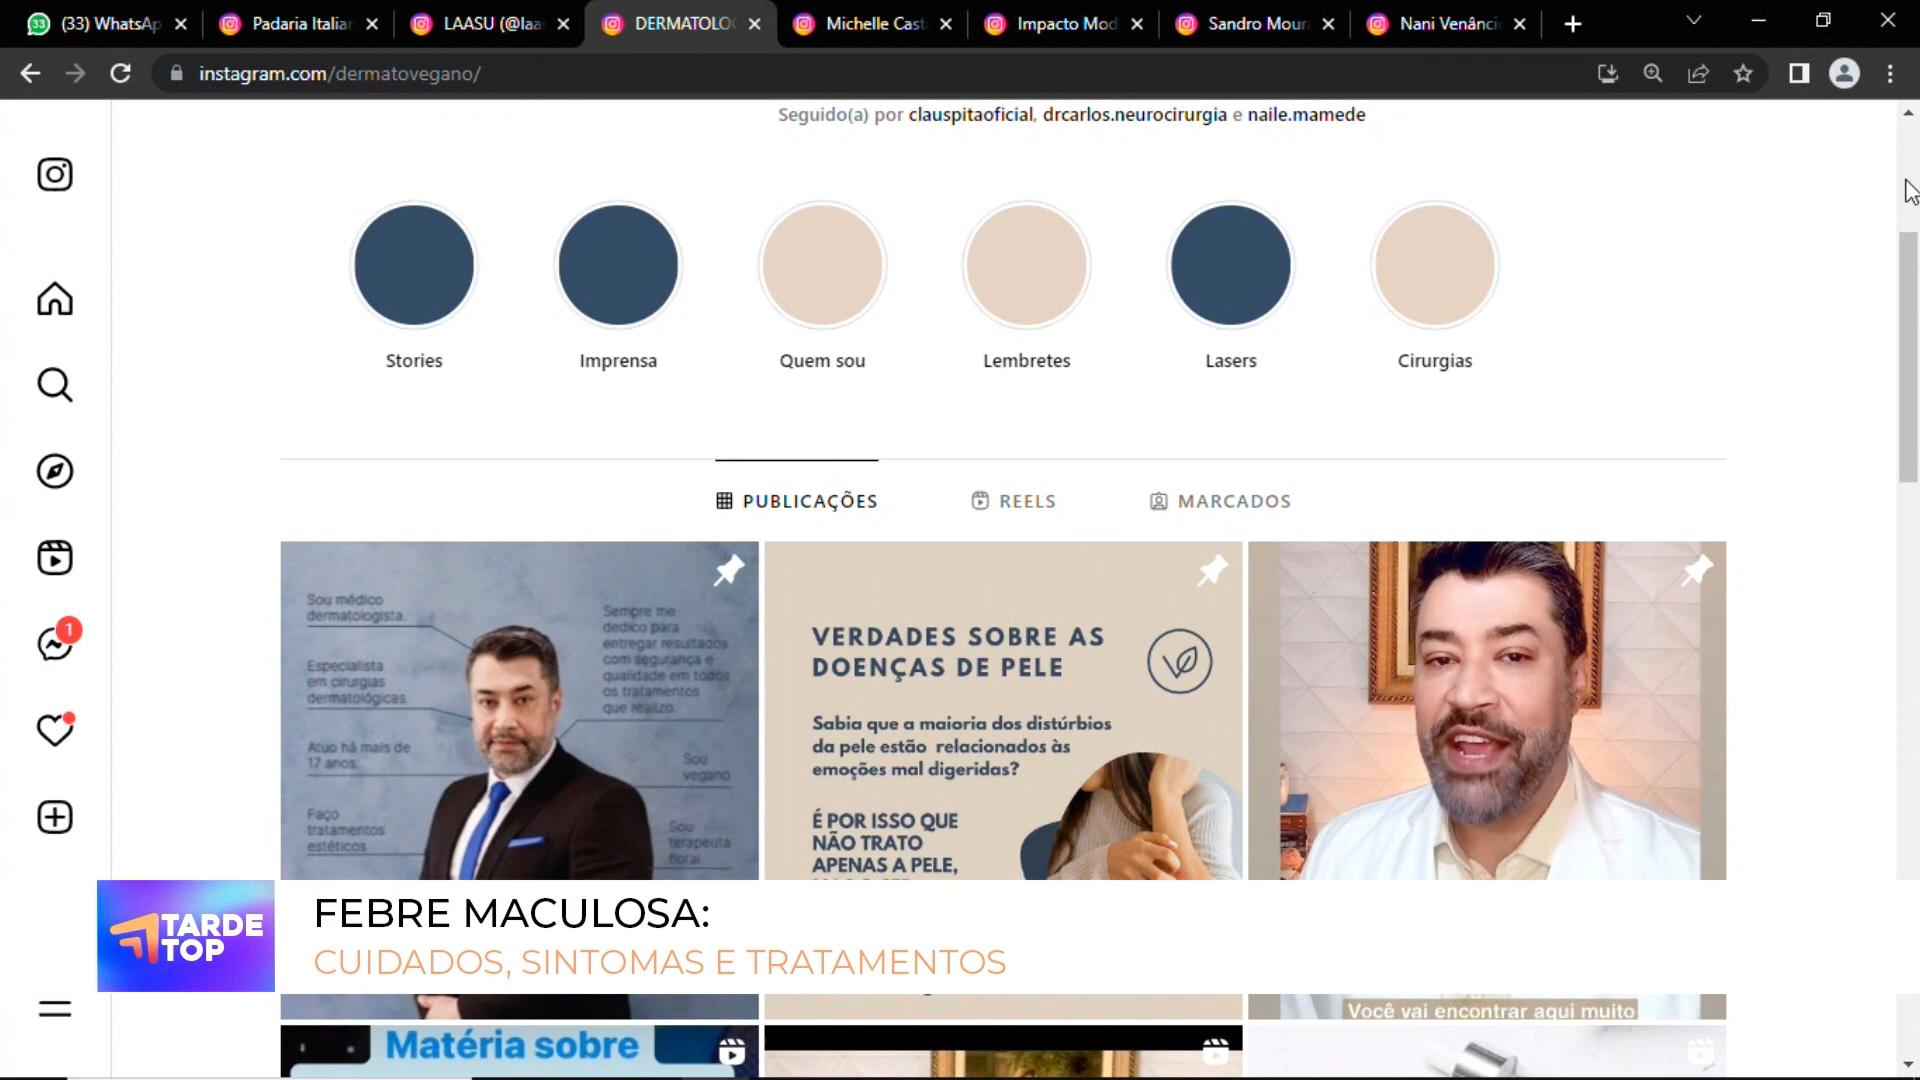 (33) WhatsAp
Padaria Italian
LAASU (@laa
DERMATOLO
Michelle Cast
Impacto Mod
Sandro Mour
Nani Venânci
instagram.com/dermatovegano/
Seguido(a) por clauspitaoficial, drcarlos.neurocirurgia e naile.mamede
Stories
Imprensa
Quem sou
Lembretes
Lasers
Cirurgias
PUBLICAÇÕES
REELS
MARCADOS
1
Sou médico
dermatologista.
Especialista
em cirurgias
dermatológicas.
Atuo há mais de
17 anos.
Faço
tratamentos
estéticos
Sempre me
dedico para
entregar resultados
com segurança e
qualidade em todos
os tratamentos
que realizo.
Sou
vegano
Sou
terapeuta
floral
VERDADES SOBRE AS
DOENÇAS DE PELE
Sabia que a maioria dos distúrbios
da pele estão relacionados às
emoções mal digeridas?
É POR ISSO QUE
NÃO TRATO
APENAS A PELE,
TARDE
TOP
FEBRE MACULOSA:
CUIDADOS, SINTOMAS E TRATAMENTOS
Você vai encontrar aqui muito
Matéria sobre